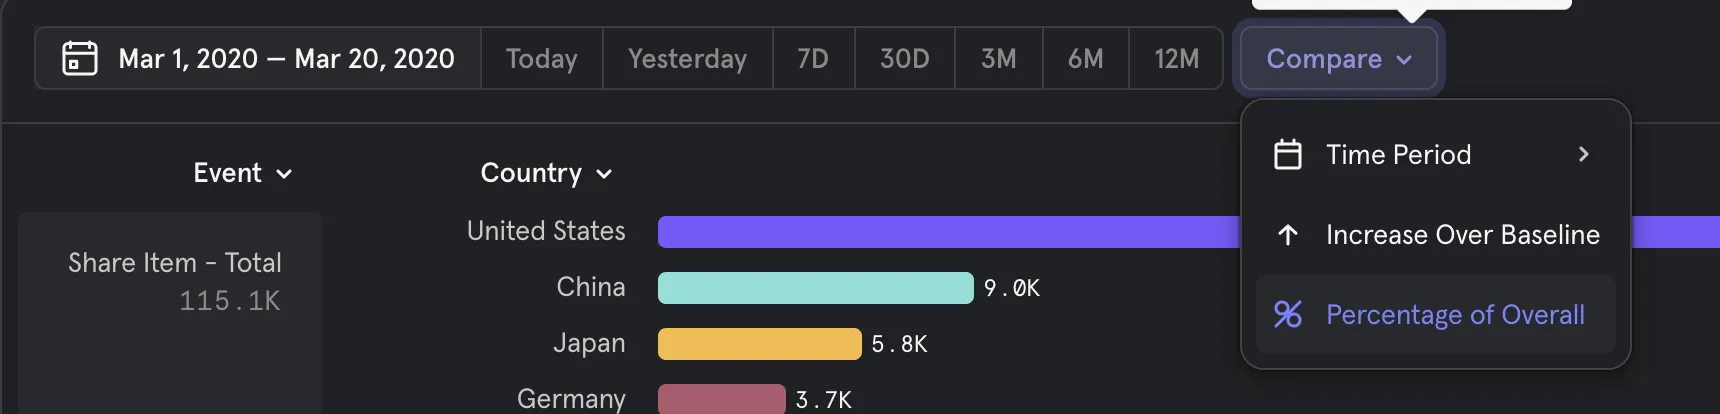 Mar 1, 2020 – Mar 20, 2020 Today Yesterday 7D 30D 3M 6M 12M Compare
Time Period
Increase Over Baseline
Percentage of Overall
Event Country
Share Item – Total
115.1K
United States
China 9.0K
Japan 5.8K
Germany 3.7K